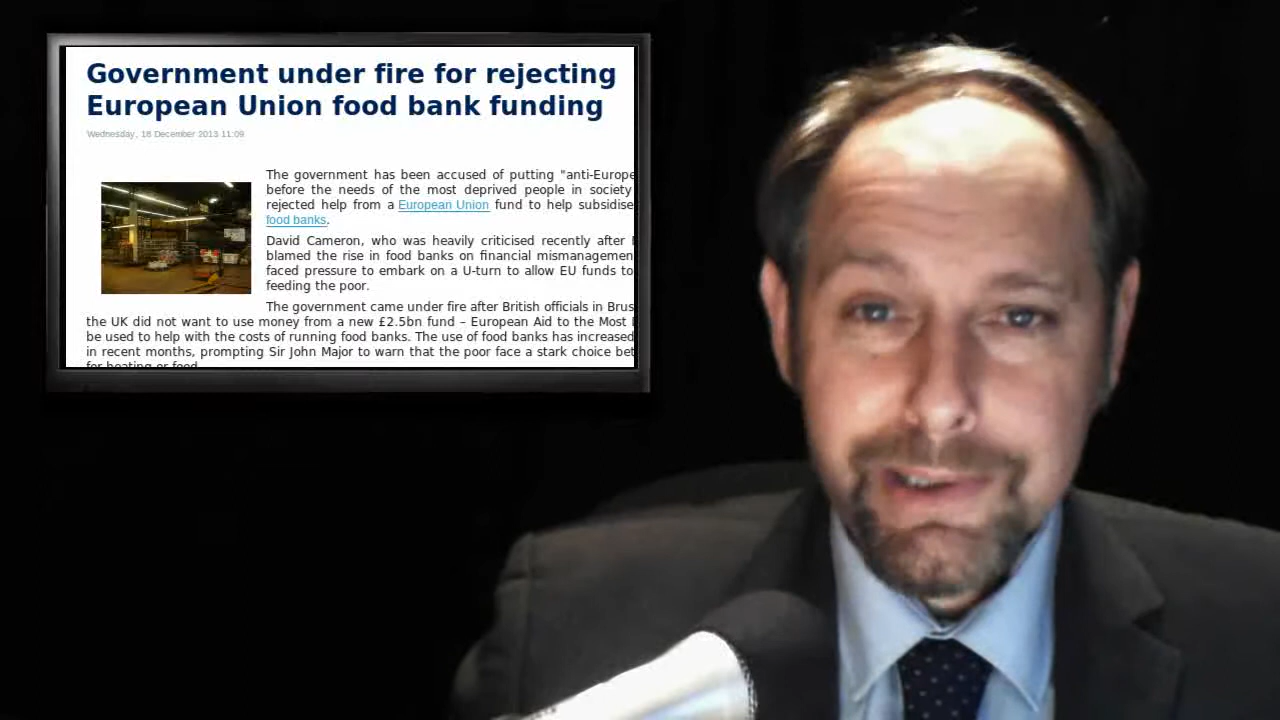 Government under fire for rejecting
European Union food bank funding
Wednesday, 18 December 2013 11:09
The government has been accused of putting "anti-Europe
before the needs of the most deprived people in society
rejected help from a European Union fund to help subsidise
food banks.
David Cameron, who was heavily criticised recently after
blamed the rise in food banks on financial mismanagemen
faced pressure to embark on a U-turn to allow EU funds to
feeding the poor.
The government came under fire after British officials in Brus
the UK did not want to use money from a new £2.5bn fund – European Aid to the Most
be used to help with the costs of running food banks. The use of food banks has increased
in recent months, prompting Sir John Major to warn that the poor face a stark choice bet
for heating or food.